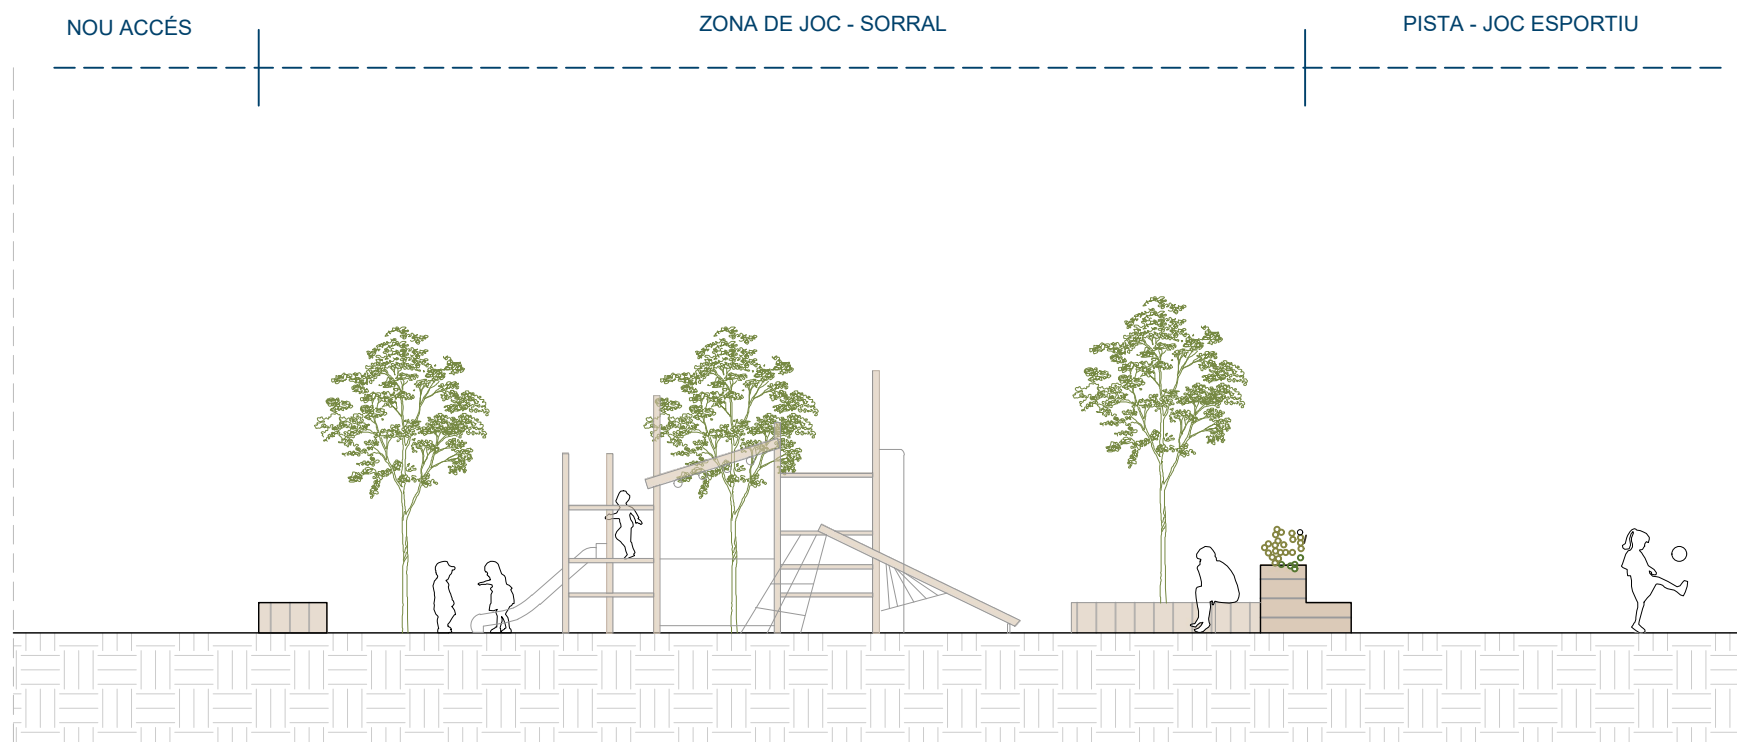 NOU ACCÉS
ZONA DE JOC - SORRAL
PISTA - JOC ESPORTIU